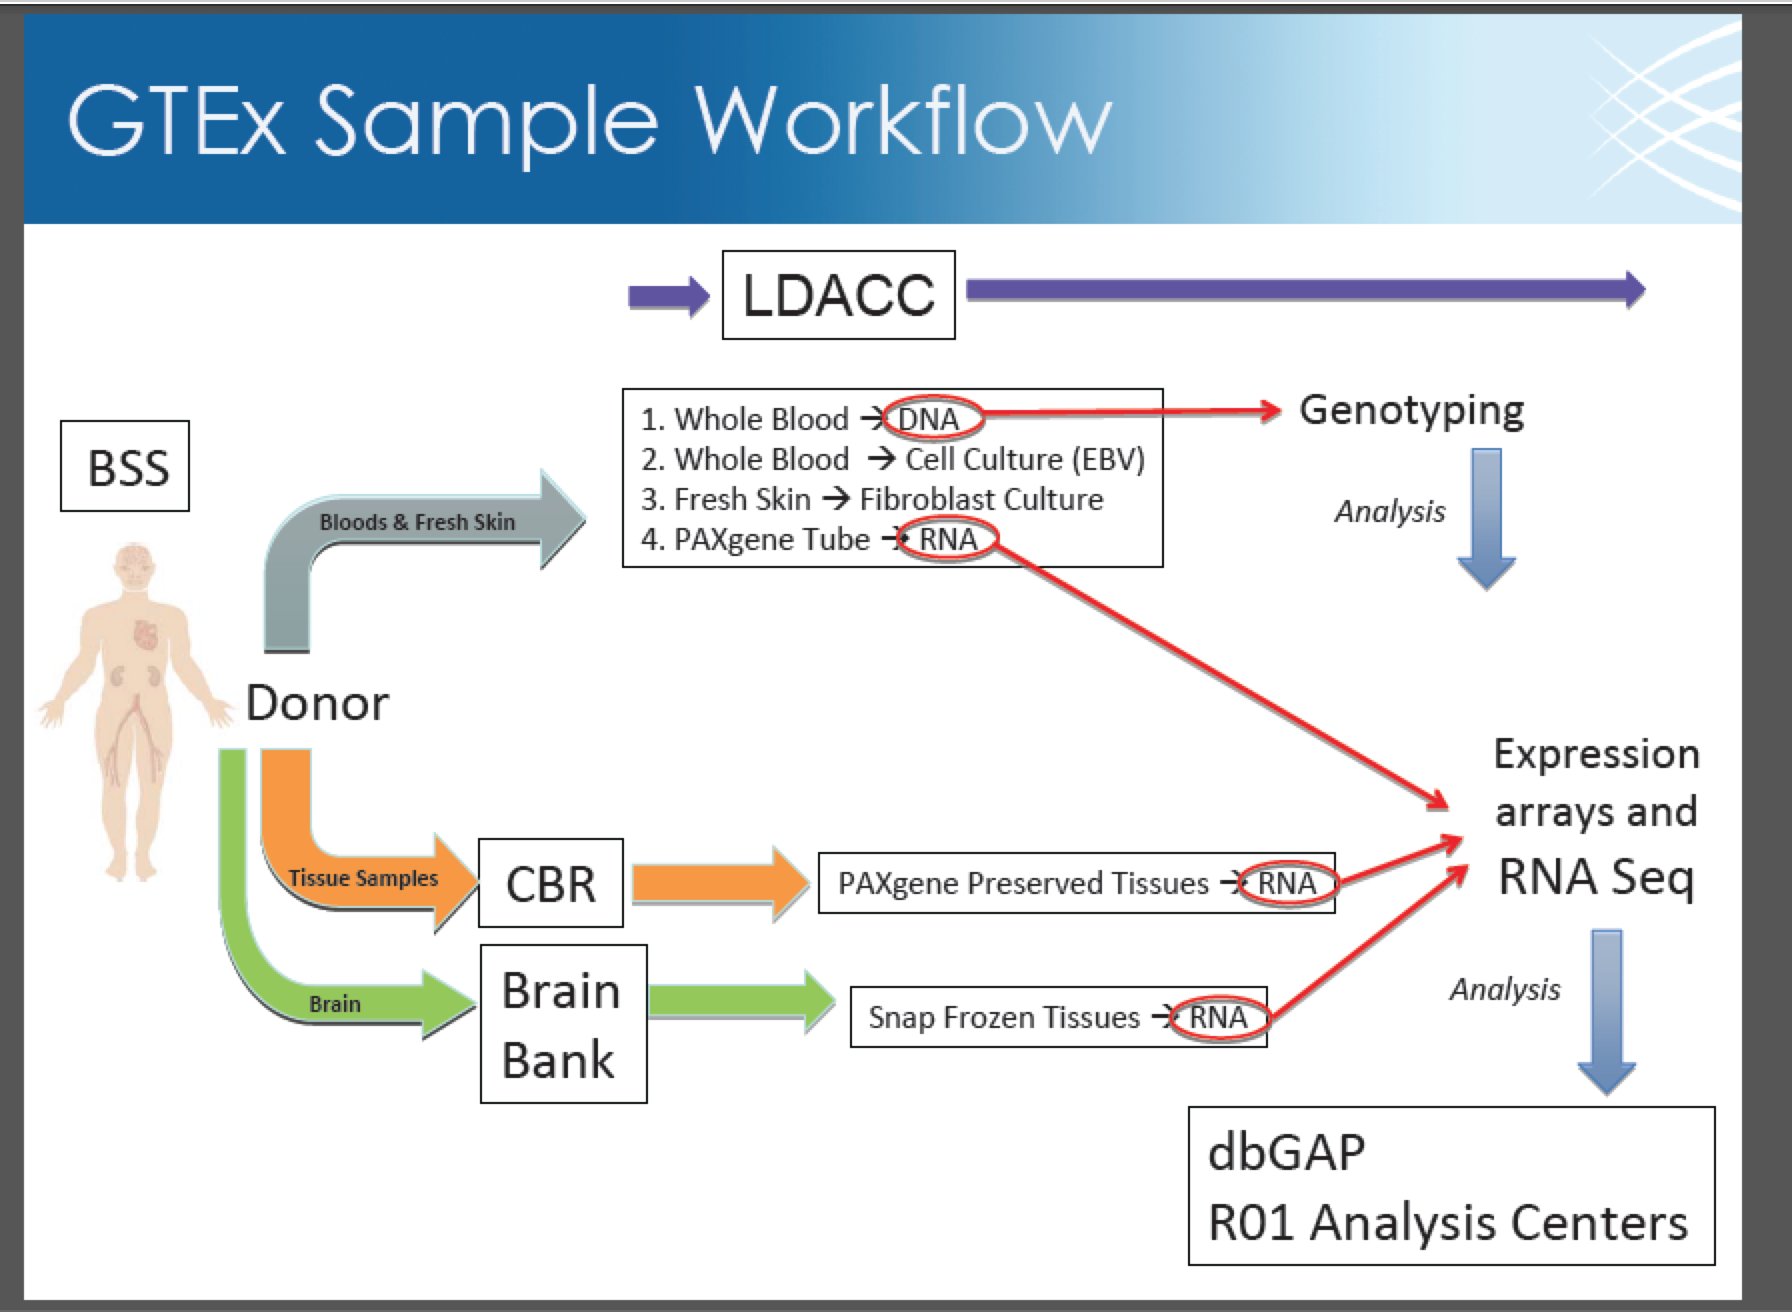 GTEx Sample Workflow
LDACC
BSS
1. Whole Blood → DNA
2. Whole Blood → Cell Culture (EBV)
3. Fresh Skin → Fibroblast Culture
4. PAXgene Tube → RNA
Genotyping
Analysis
Bloods & Fresh Skin
Donor
Expression
arrays and
RNA Seq
Tissue Samples
CBR
PAXgene Preserved Tissues → RNA
Brain
Brain
Bank
Snap Frozen Tissues → RNA
Analysis
dbGAP
R01 Analysis Centers